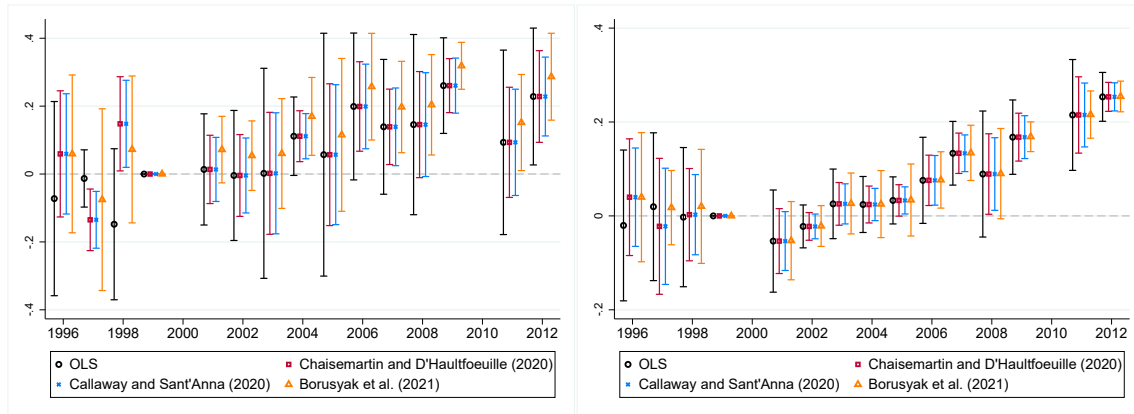 .4
.2
0
-.2
-.4
1996 1998 2000 2002 2004 2006 2008 2010 2012
OLS Chaisemartin and D'Haultfoeuille (2020)
Callaway and Sant'Anna (2020) Borusyak et al. (2021)
.4
.2
0
-.2
1996 1998 2000 2002 2004 2006 2008 2010 2012
OLS Chaisemartin and D'Haultfoeuille (2020)
Callaway and Sant'Anna (2020) Borusyak et al. (2021)